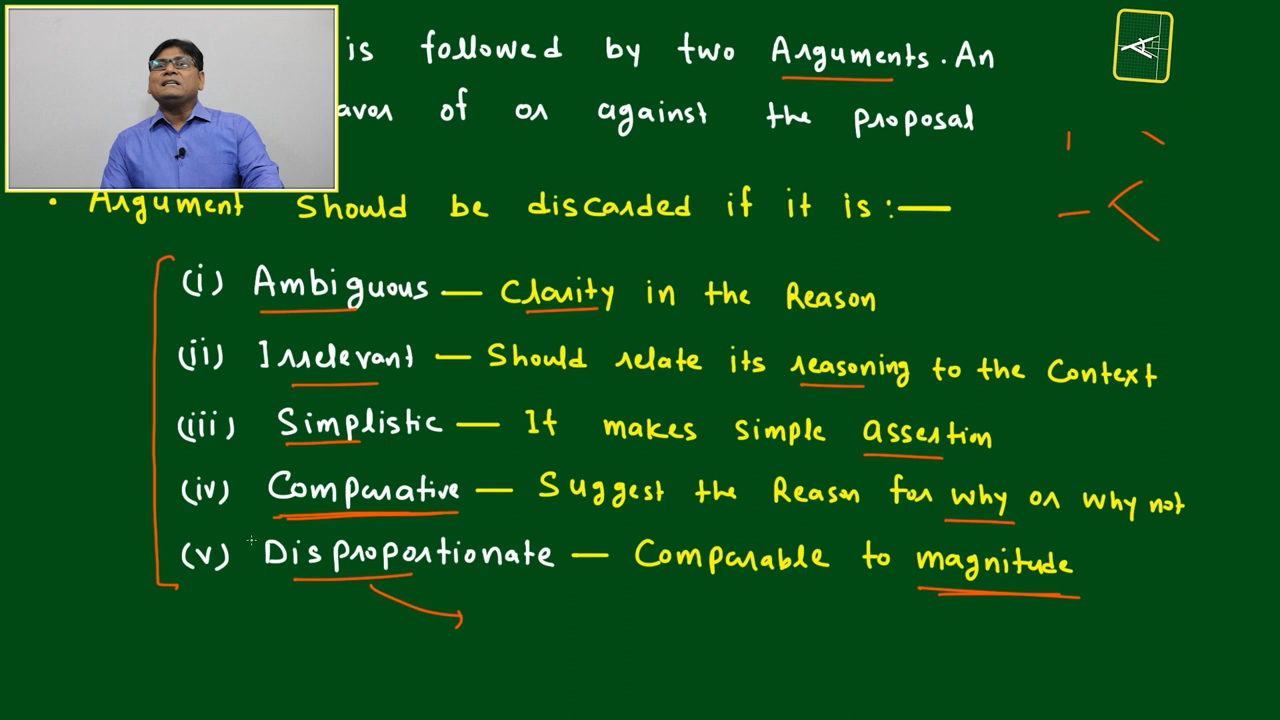 is followed by two Arguments. An
avor of or against the proposal
• Argument should be discarded if it is:—
(i) Ambiguous — Clarity in the Reason
(ii) Irrelevant — Should relate its reasoning to the Context
(iii) Simplistic — It makes simple assertion
(iv) Comparative — Suggest the Reason for why or why not
(v) Disproportionate — Comparable to magnitude